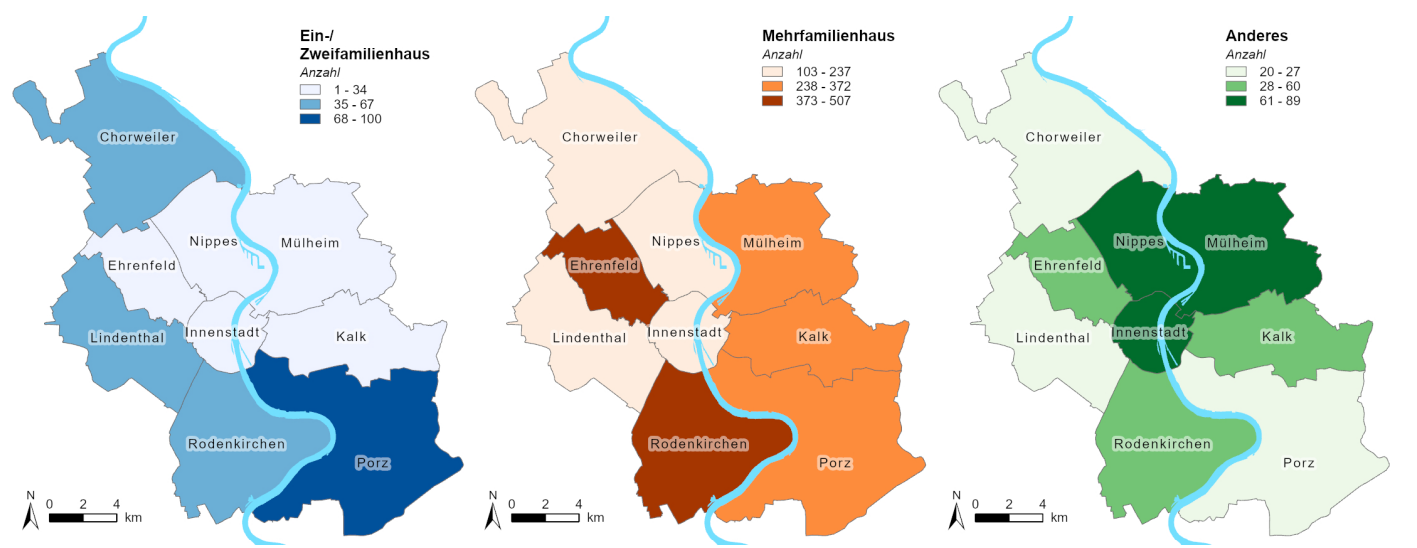 Ein-/
Zweifamilienhaus
Anzahl
1 - 34
35 - 67
68 - 100
Chorweiler
Nippes
Mülheim
Ehrenfeld
Lindenthal
Innenstadt
Kalk
Rodenkirchen
Porz
N
0 2 4
km
Mehrfamilienhaus
Anzahl
103 - 237
238 - 372
373 - 507
Chorweiler
Nippes
Mülheim
Ehrenfeld
Lindenthal
Innenstadt
Kalk
Rodenkirchen
Porz
N
0 2 4
km
Anderes
Anzahl
20 - 27
28 - 60
61 - 89
Chorweiler
Nippes
Mülheim
Ehrenfeld
Lindenthal
Innenstadt
Kalk
Rodenkirchen
Porz
N
0 2 4
km